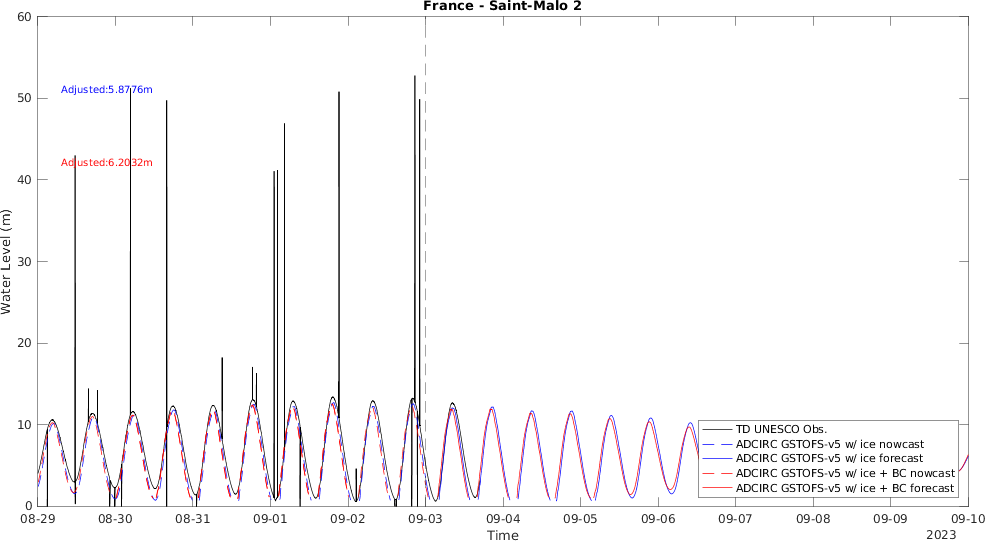 France - Saint-Malo 2
60
50
40
30
20
10
0
Water Level (m)
Adjusted:5.8776m
Adjusted:6.2032m
TD UNESCO Obs.
ADCIRC GSTOFS-v5 w/ ice nowcast
ADCIRC GSTOFS-v5 w/ ice forecast
ADCIRC GSTOFS-v5 w/ ice + BC nowcast
ADCIRC GSTOFS-v5 w/ ice + BC forecast
08-29 08-30 08-31 09-01 09-02 09-03 09-04 09-05 09-06 09-07 09-08 09-09 09-10
Time
2023